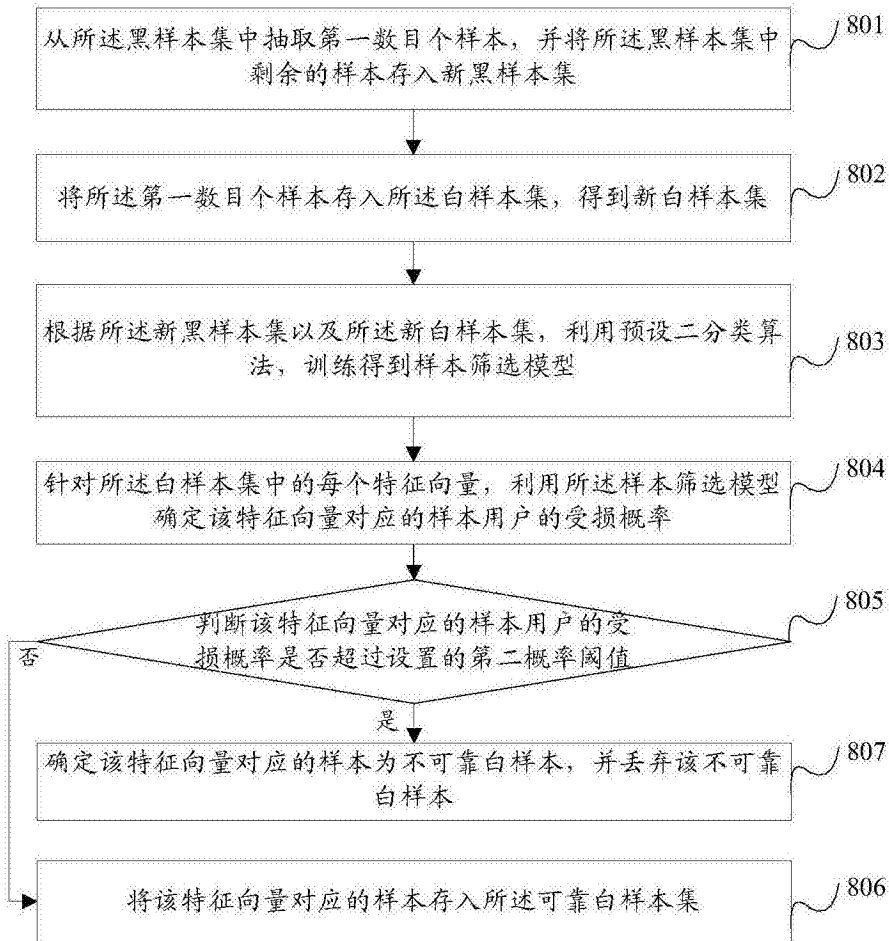 从所述黑样本集中抽取第一数目个样本，并将所述黑样本集中
剩余的样本存入新黑样本集
801
将所述第一数目个样本存入所述白样本集，得到新白样本集
802
根据所述新黑样本集以及所述新白样本集，利用预设二分类算
法，训练得到样本筛选模型
803
针对所述白样本集中的每个特征向量，利用所述样本筛选模型
确定该特征向量对应的样本用户的受损概率
804
判断该特征向量对应的样本用户的受
损概率是否超过设置的第二概率阈值
805
否
是
确定该特征向量对应的样本为不可靠白样本，并丢弃该不可靠
白样本
807
将该特征向量对应的样本存入所述可靠白样本集
806